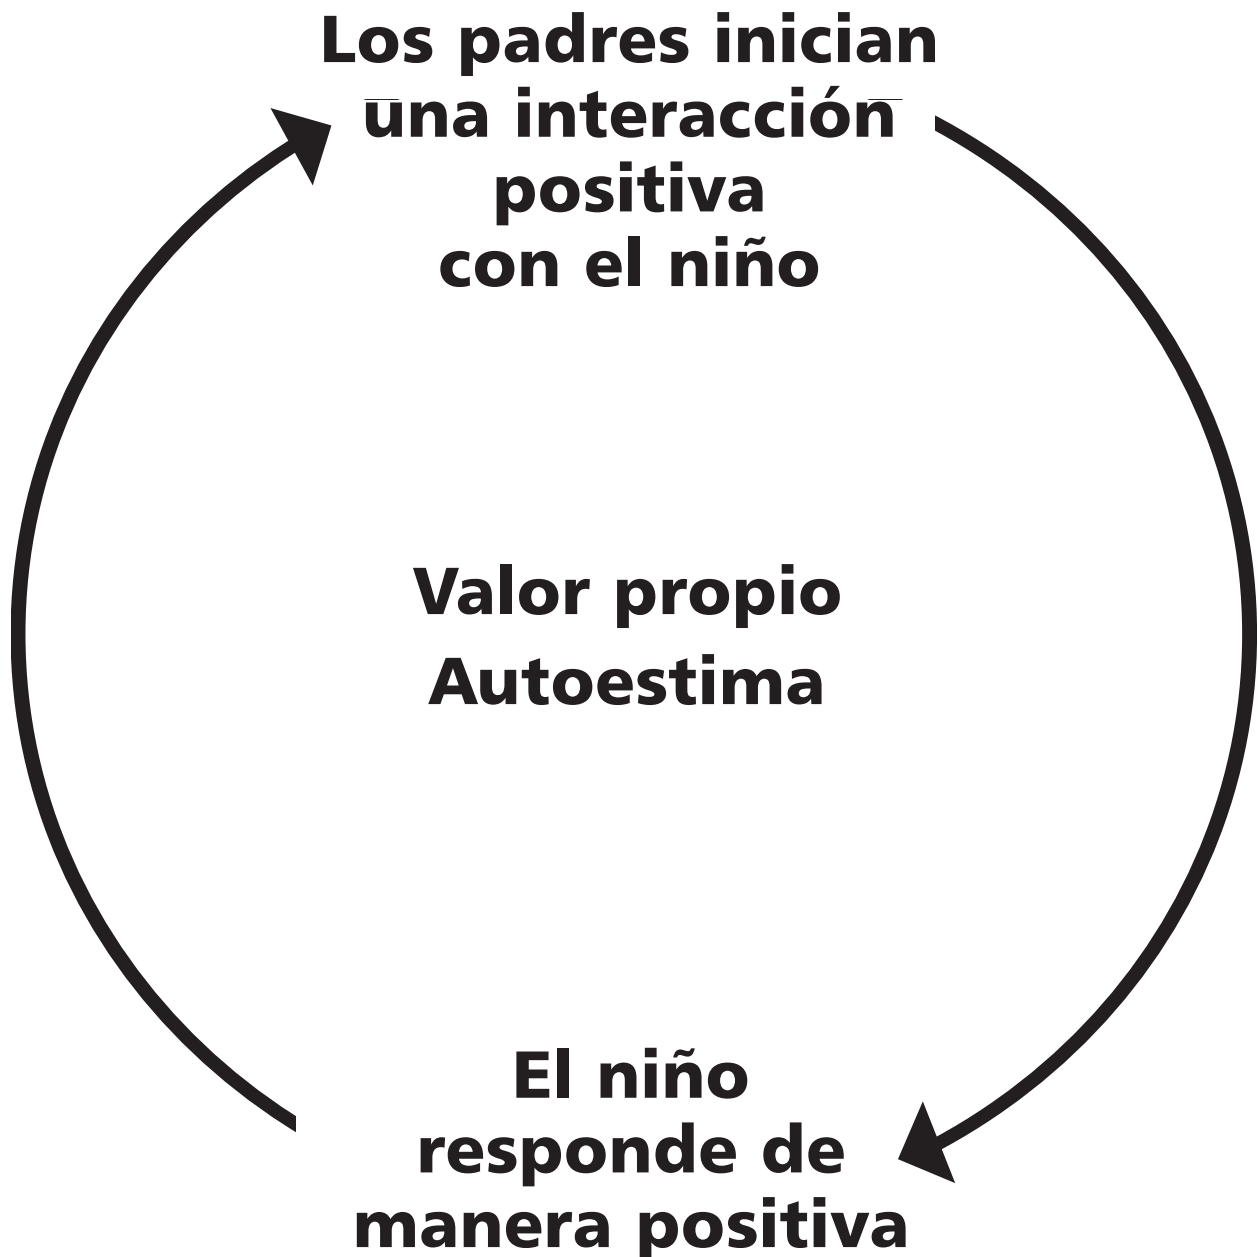 Los padres inician
una interacción
positiva
con el niño
Valor propio
Autoestima
El niño
responde de
manera positiva